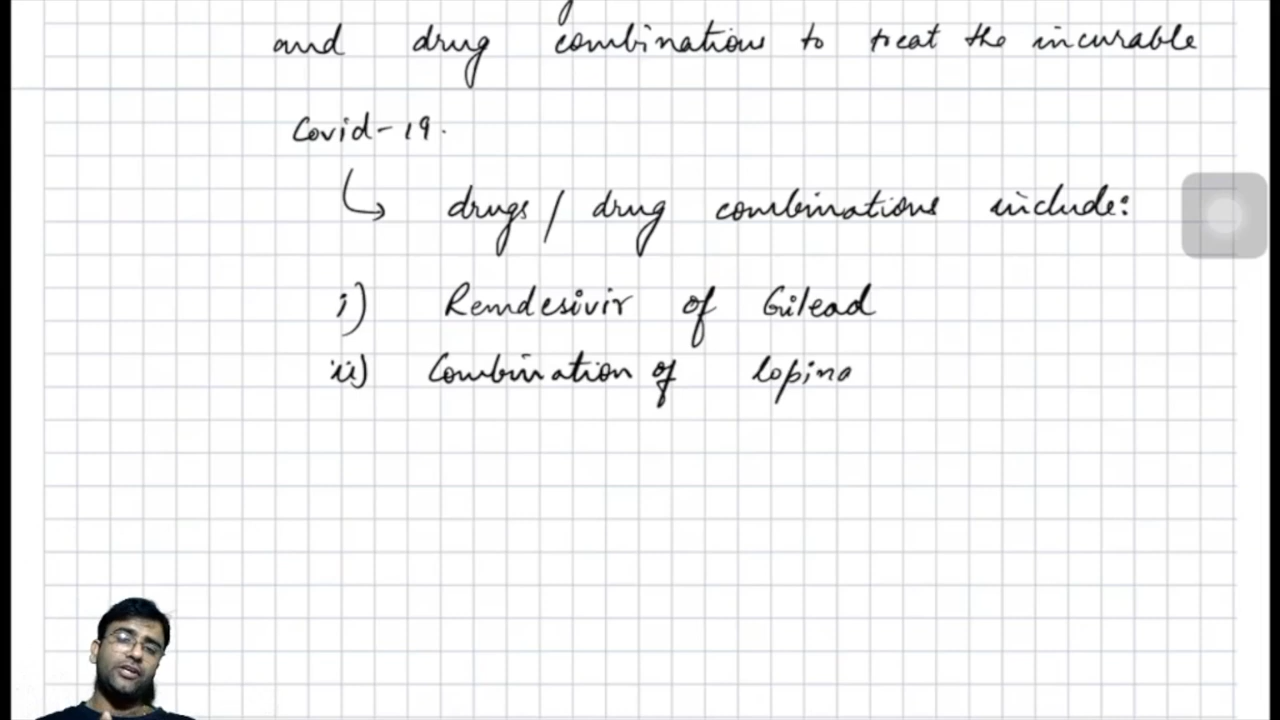 and drug combinations to treat the incurable
Covid-19.
drugs / drug combinations include:
i) Remdesivir of Gilead
ii) Combination of lopina